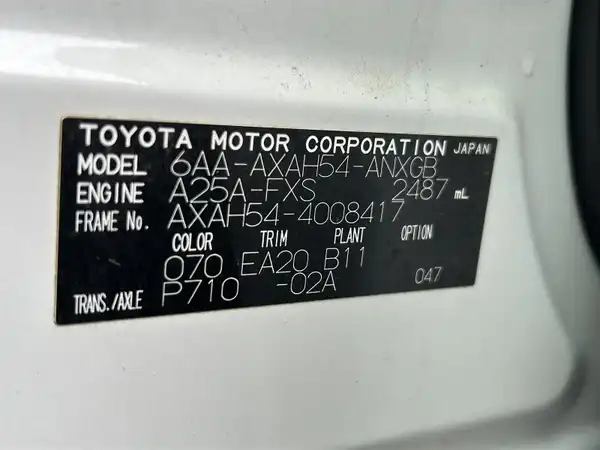 TOYOTA MOTOR CORPORATION JAPAN
MODEL 6AA-AXAH54-ANXGB
ENGINE A25A-FXS 2487 mL
FRAME No. AXAH54-4008417
COLOR TRIM PLANT OPTION
070 EA20 B11
TRANS./AXLE P710 -02A 047